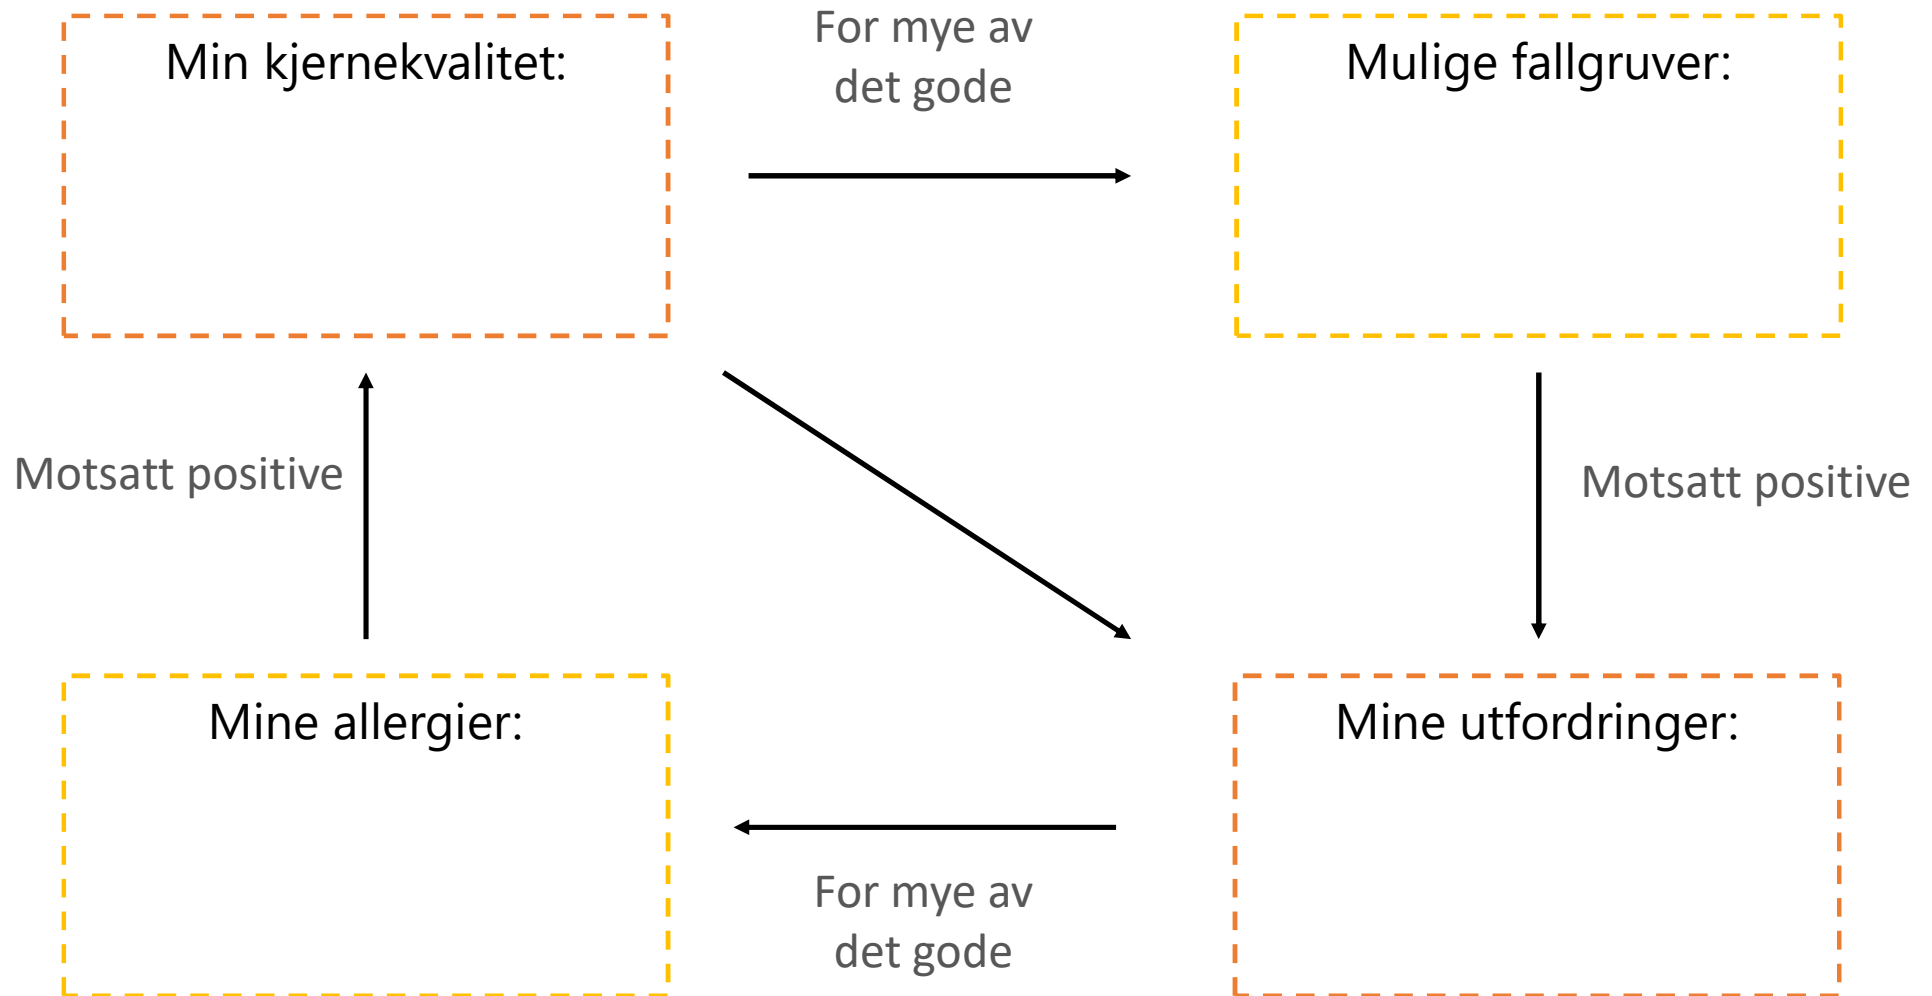 Min kjernekvalitet:
For mye av
det gode
Mulige fallgruver:
Motsatt positive
Motsatt positive
Mine allergier:
Mine utfordringer:
For mye av
det gode